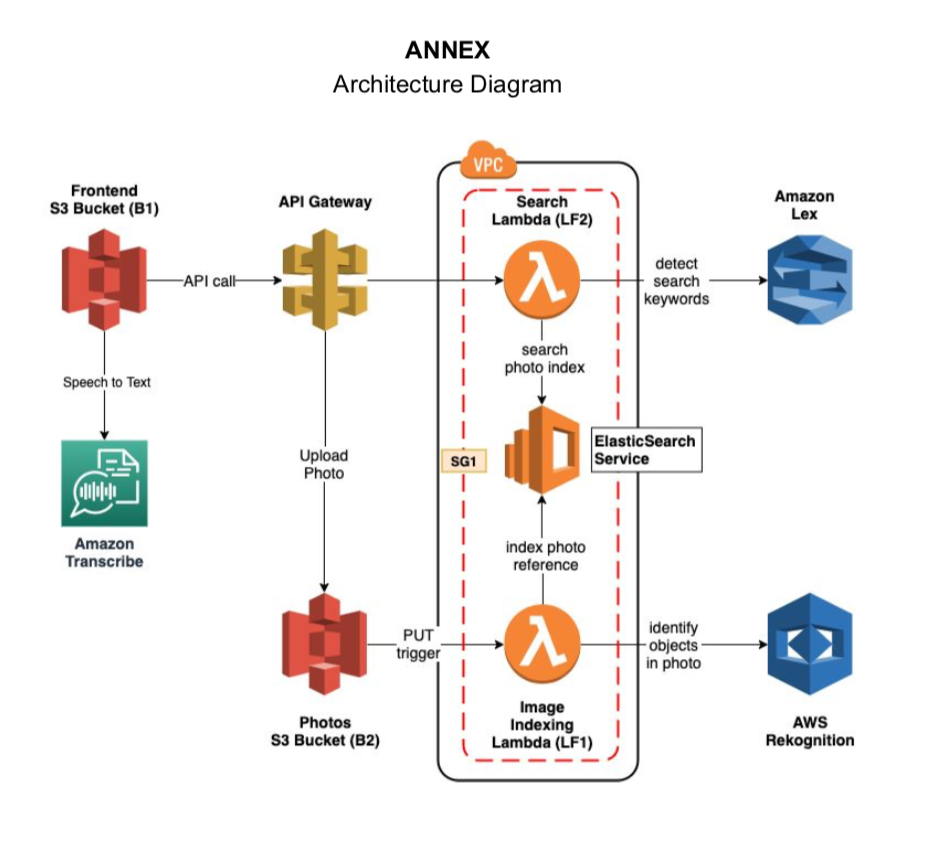 ANNEX
Architecture Diagram
VPC
Frontend
S3 Bucket (B1)
API Gateway
Search
Lambda (LF2)
Amazon
Lex
API call
detect
search
keywords
Speech to Text
search
photo index
Upload
Photo
SG1
ElasticSearch
Service
Amazon
Transcribe
index photo
reference
PUT
trigger
identify
objects
in photo
Photos
S3 Bucket (B2)
Image
Indexing
Lambda (LF1)
AWS
Rekognition